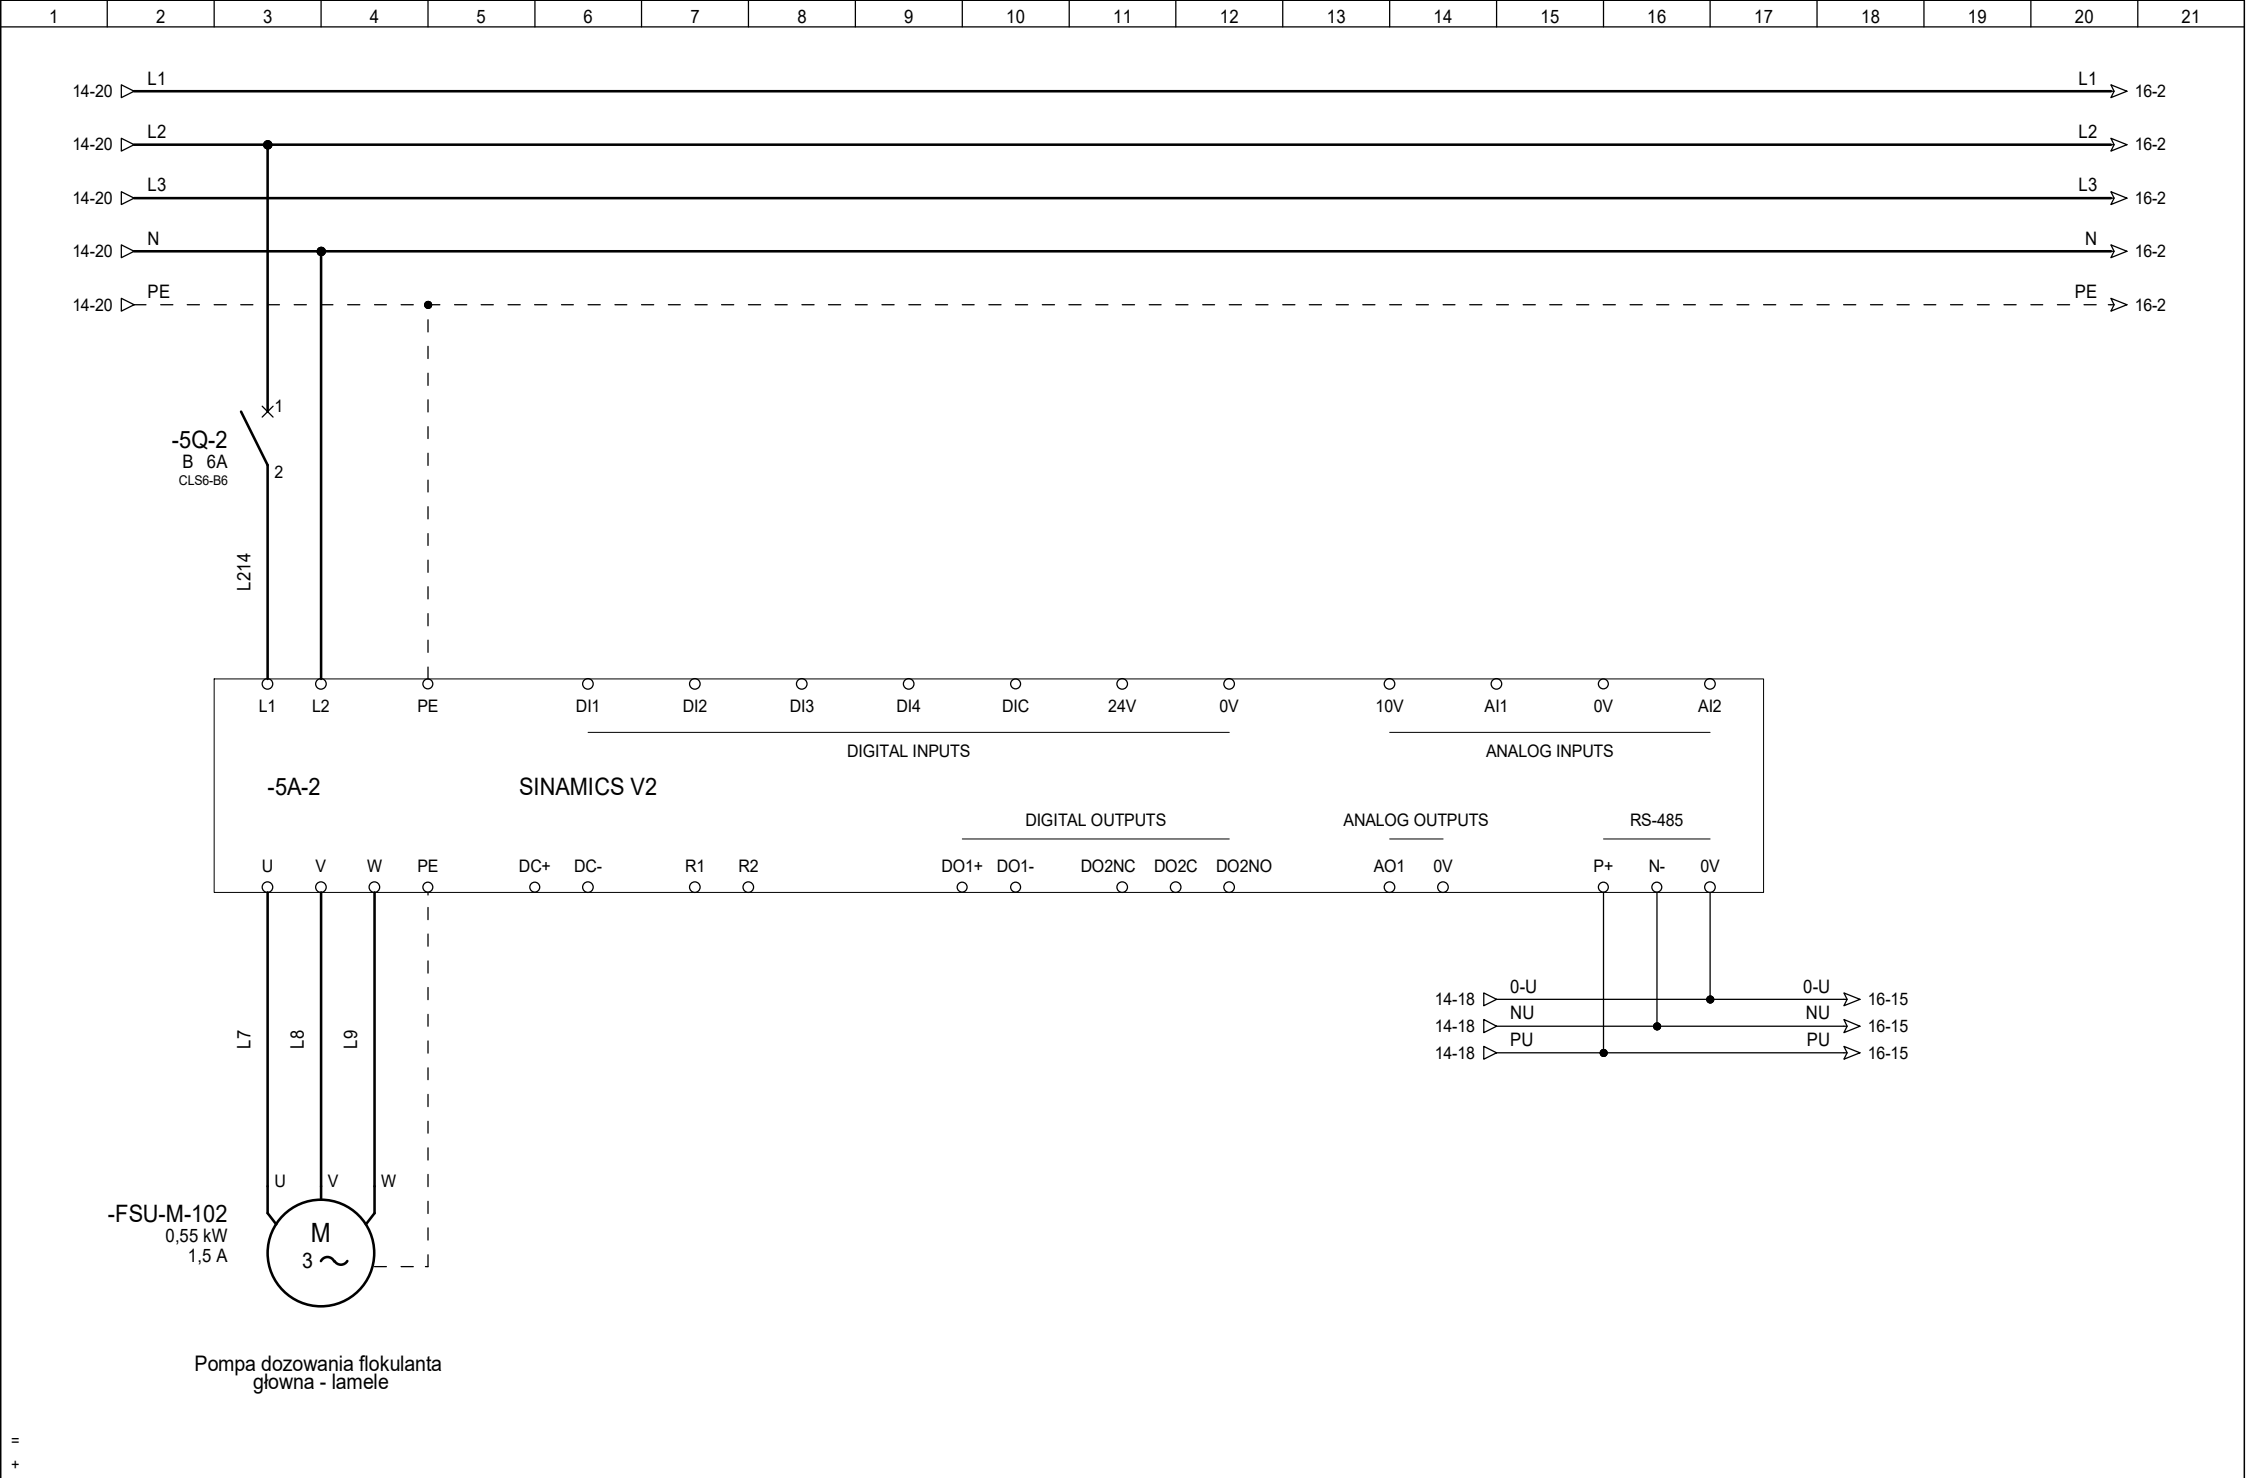 1 2 3 4 5 6 7 8 9 10 11 12 13 14 15 16 17 18 19 20 21
L1 L1
14-20 16-2
L2 L2
14-20 16-2
L3 L3
14-20 16-2
N N
14-20 16-2
PE PE
14-20 16-2
1
-5Q-2
B 6A
2
CLS6-B6
L214
L1 L2 PE DI1 DI2 DI3 DI4 DIC 24V 0V 10V AI1 0V AI2
DIGITAL INPUTS ANALOG INPUTS
-5A-2 SINAMICS V2
DIGITAL OUTPUTS ANALOG OUTPUTS RS-485
U V W PE DC+ DC- R1 R2 DO1+ DO1- DO2NC DO2C DO2NO AO1 0V P+ N- 0V
0-U 0-U
14-18 16-15
NU NU
14-18 16-15
PU PU
14-18 16-15
L7 L8 L9
U V W
-FSU-M-102
0,55 kW
1,5 A
M
3
Pompa dozowania flokulanta
głowna - lamele
=
+